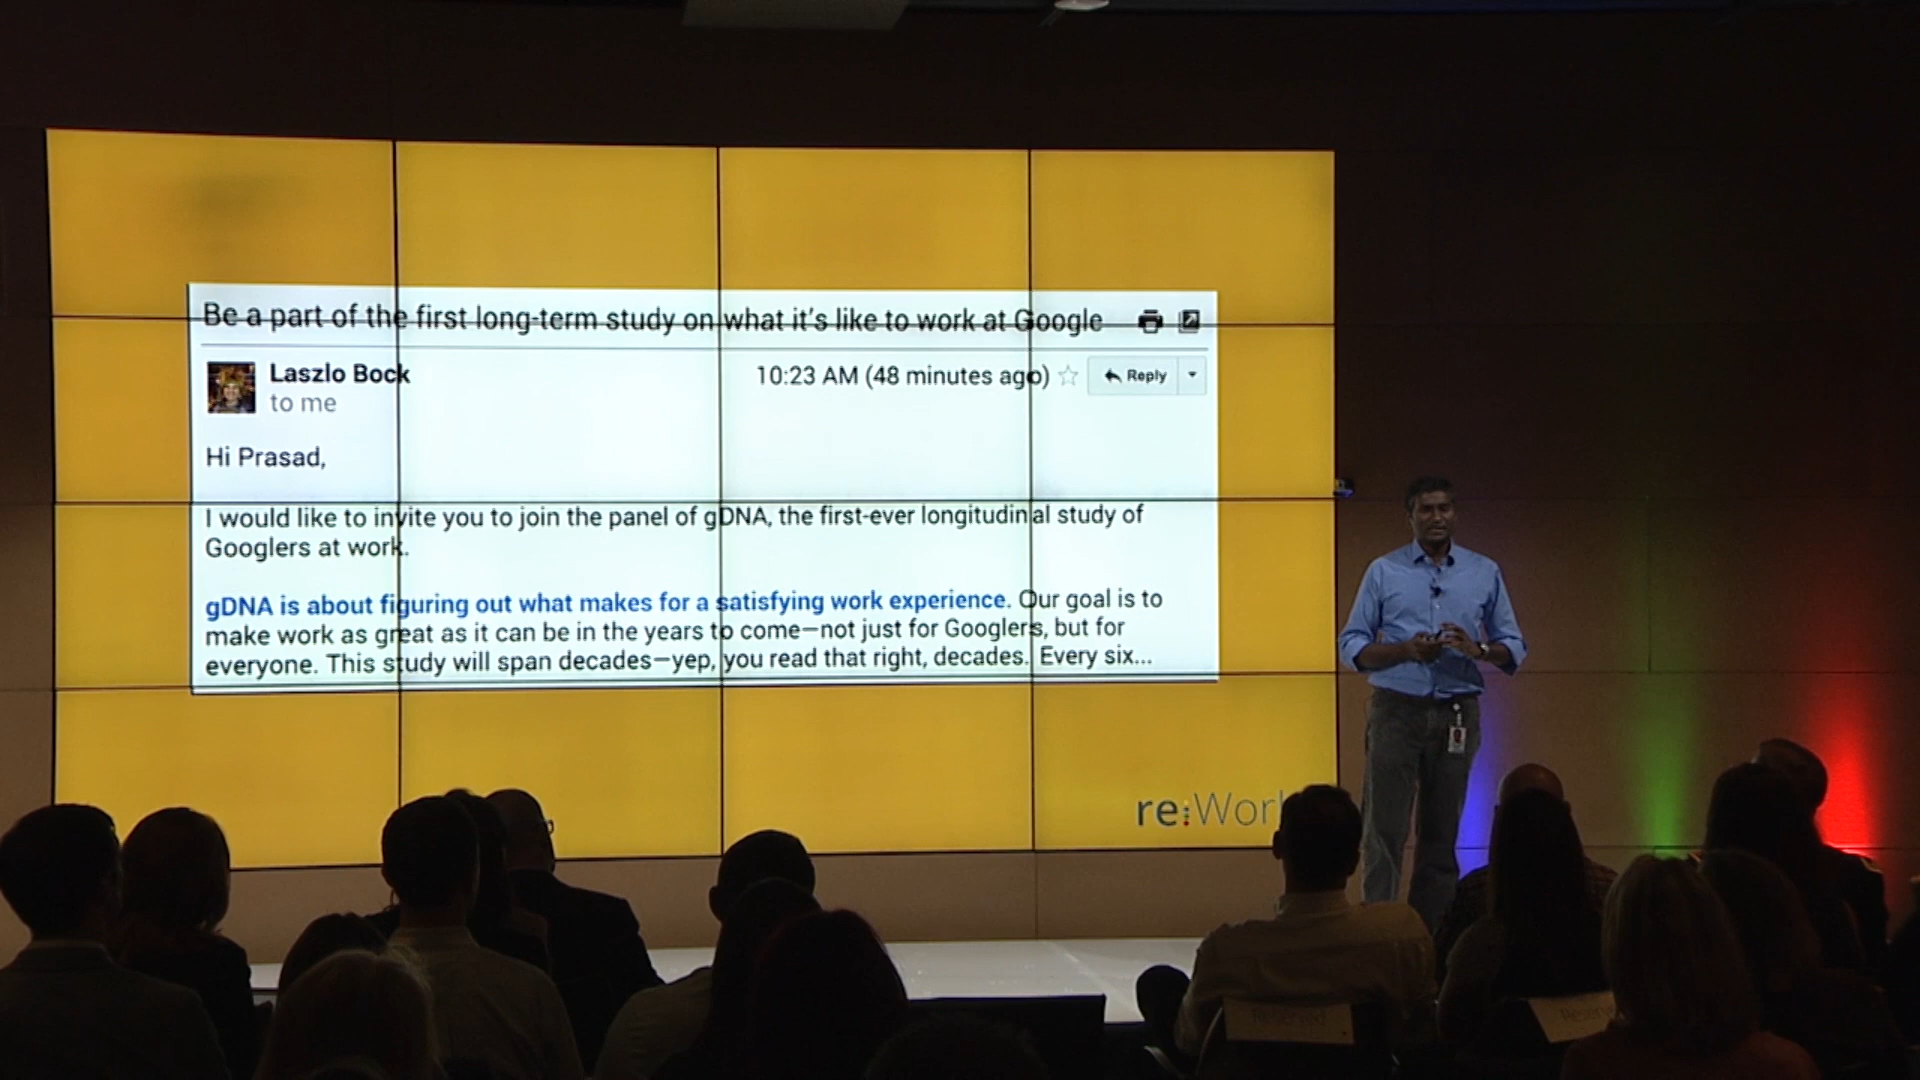 Be a part of the first long-term study on what it's like to work at Google
Laszlo Bock
10:23 AM (48 minutes ago)
Reply
to me
Hi Prasad,
I would like to invite you to join the panel of gDNA, the first-ever longitudinal study of
Googlers at work.
gDNA is about figuring out what makes for a satisfying work experience. Our goal is to
make work as great as it can be in the years to come—not just for Googlers, but for
everyone. This study will span decades—yep, you read that right, decades. Every six...
re:Work
Reserved